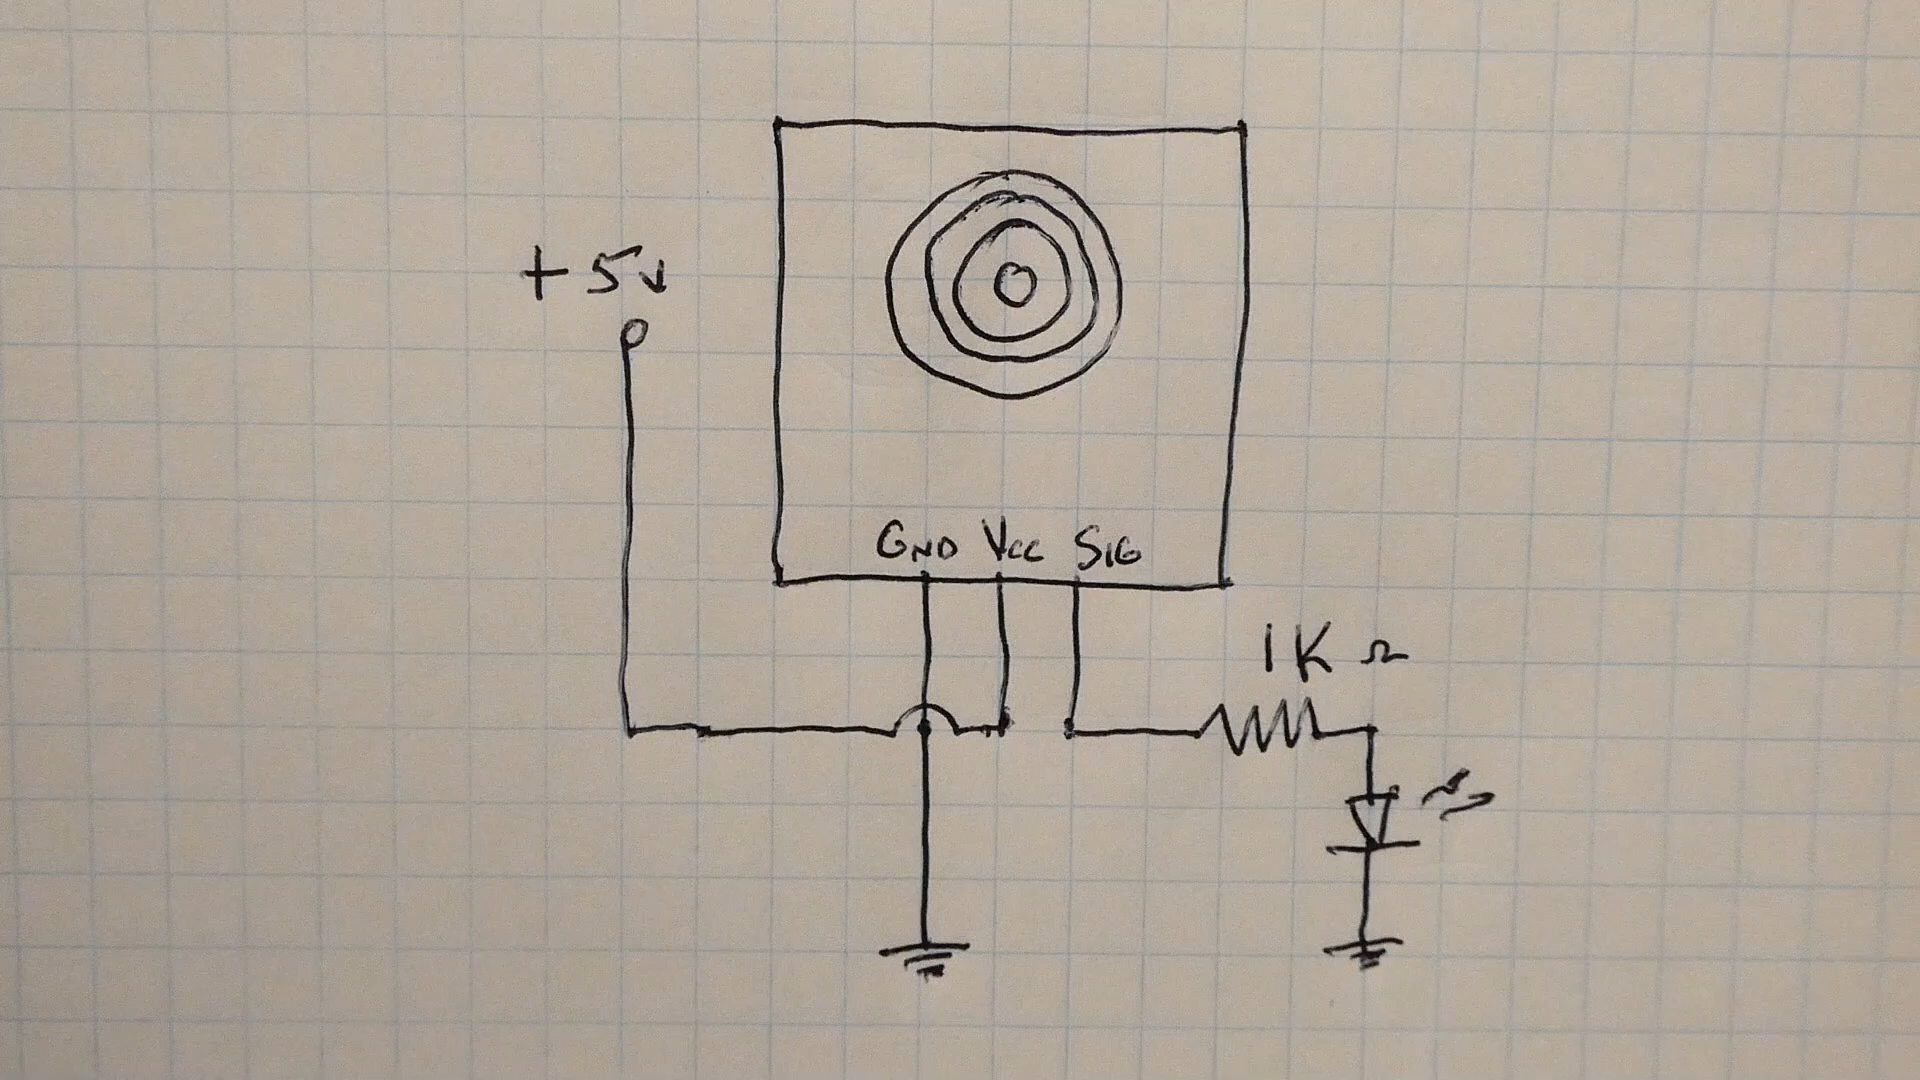 +5v
GND VCC SIG
1K Ω